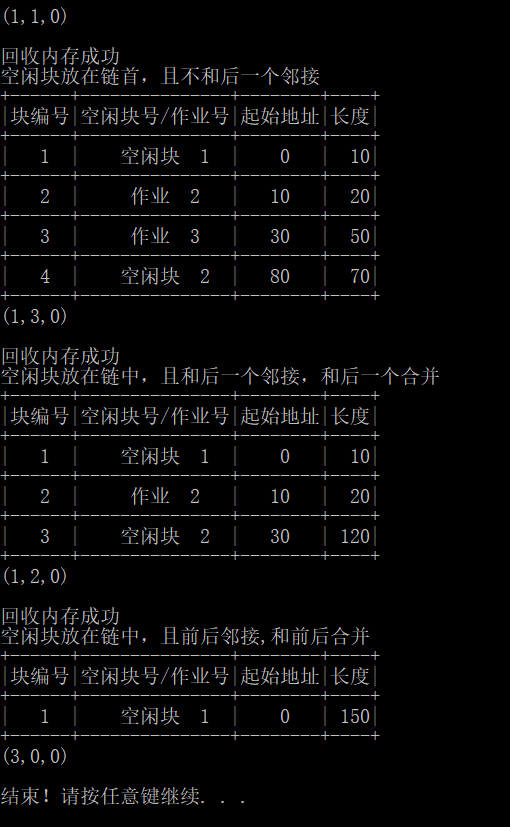 (1,1,0)
回收内存成功
空闲块放在链首，且不和后一个邻接
|块编号|空闲块号/作业号|起始地址|长度|
| 1 | 空闲块 1 | 0 | 10|
| 2 | 作业 2 | 10 | 20|
| 3 | 作业 3 | 30 | 50|
| 4 | 空闲块 2 | 80 | 70|
(1,3,0)
回收内存成功
空闲块放在链中，且和后一个邻接，和后一个合并
|块编号|空闲块号/作业号|起始地址|长度|
| 1 | 空闲块 1 | 0 | 10|
| 2 | 作业 2 | 10 | 20|
| 3 | 空闲块 2 | 30 | 120|
(1,2,0)
回收内存成功
空闲块放在链中，且前后邻接,和前后合并
|块编号|空闲块号/作业号|起始地址|长度|
| 1 | 空闲块 1 | 0 | 150|
(3,0,0)
结束！请按任意键继续. . .